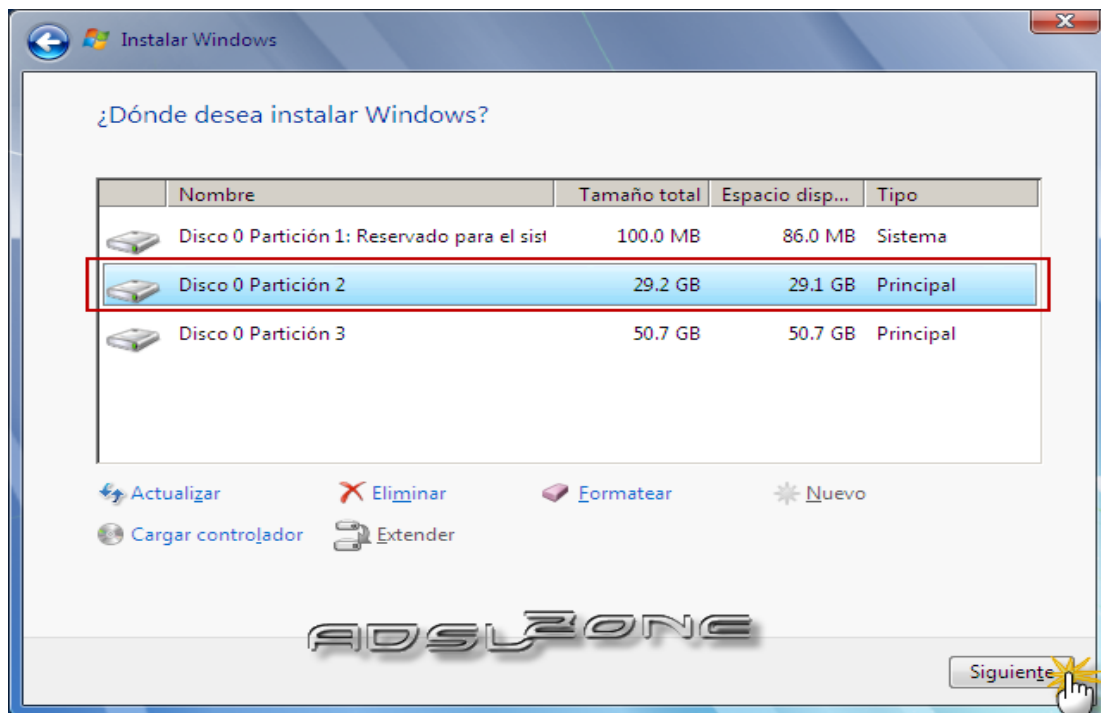 Instalar Windows
¿Dónde desea instalar Windows?
Nombre Tamaño total Espacio disp... Tipo
Disco 0 Partición 1: Reservado para el sist 100.0 MB 86.0 MB Sistema
Disco 0 Partición 2 29.2 GB 29.1 GB Principal
Disco 0 Partición 3 50.7 GB 50.7 GB Principal
Actualizar Eliminar Formatear Nuevo
Cargar controlador Extender
ADSLZONE
Siguiente